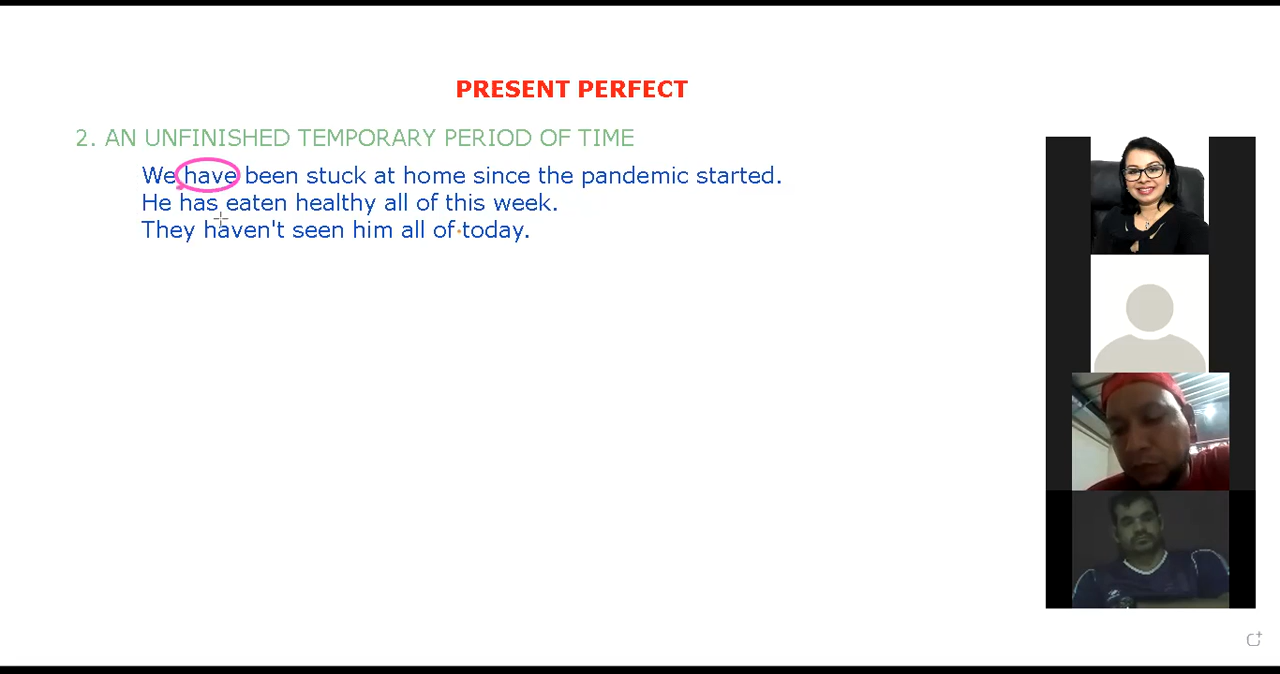 PRESENT PERFECT
2. AN UNFINISHED TEMPORARY PERIOD OF TIME
We have been stuck at home since the pandemic started.
He has eaten healthy all of this week.
They haven't seen him all of today.